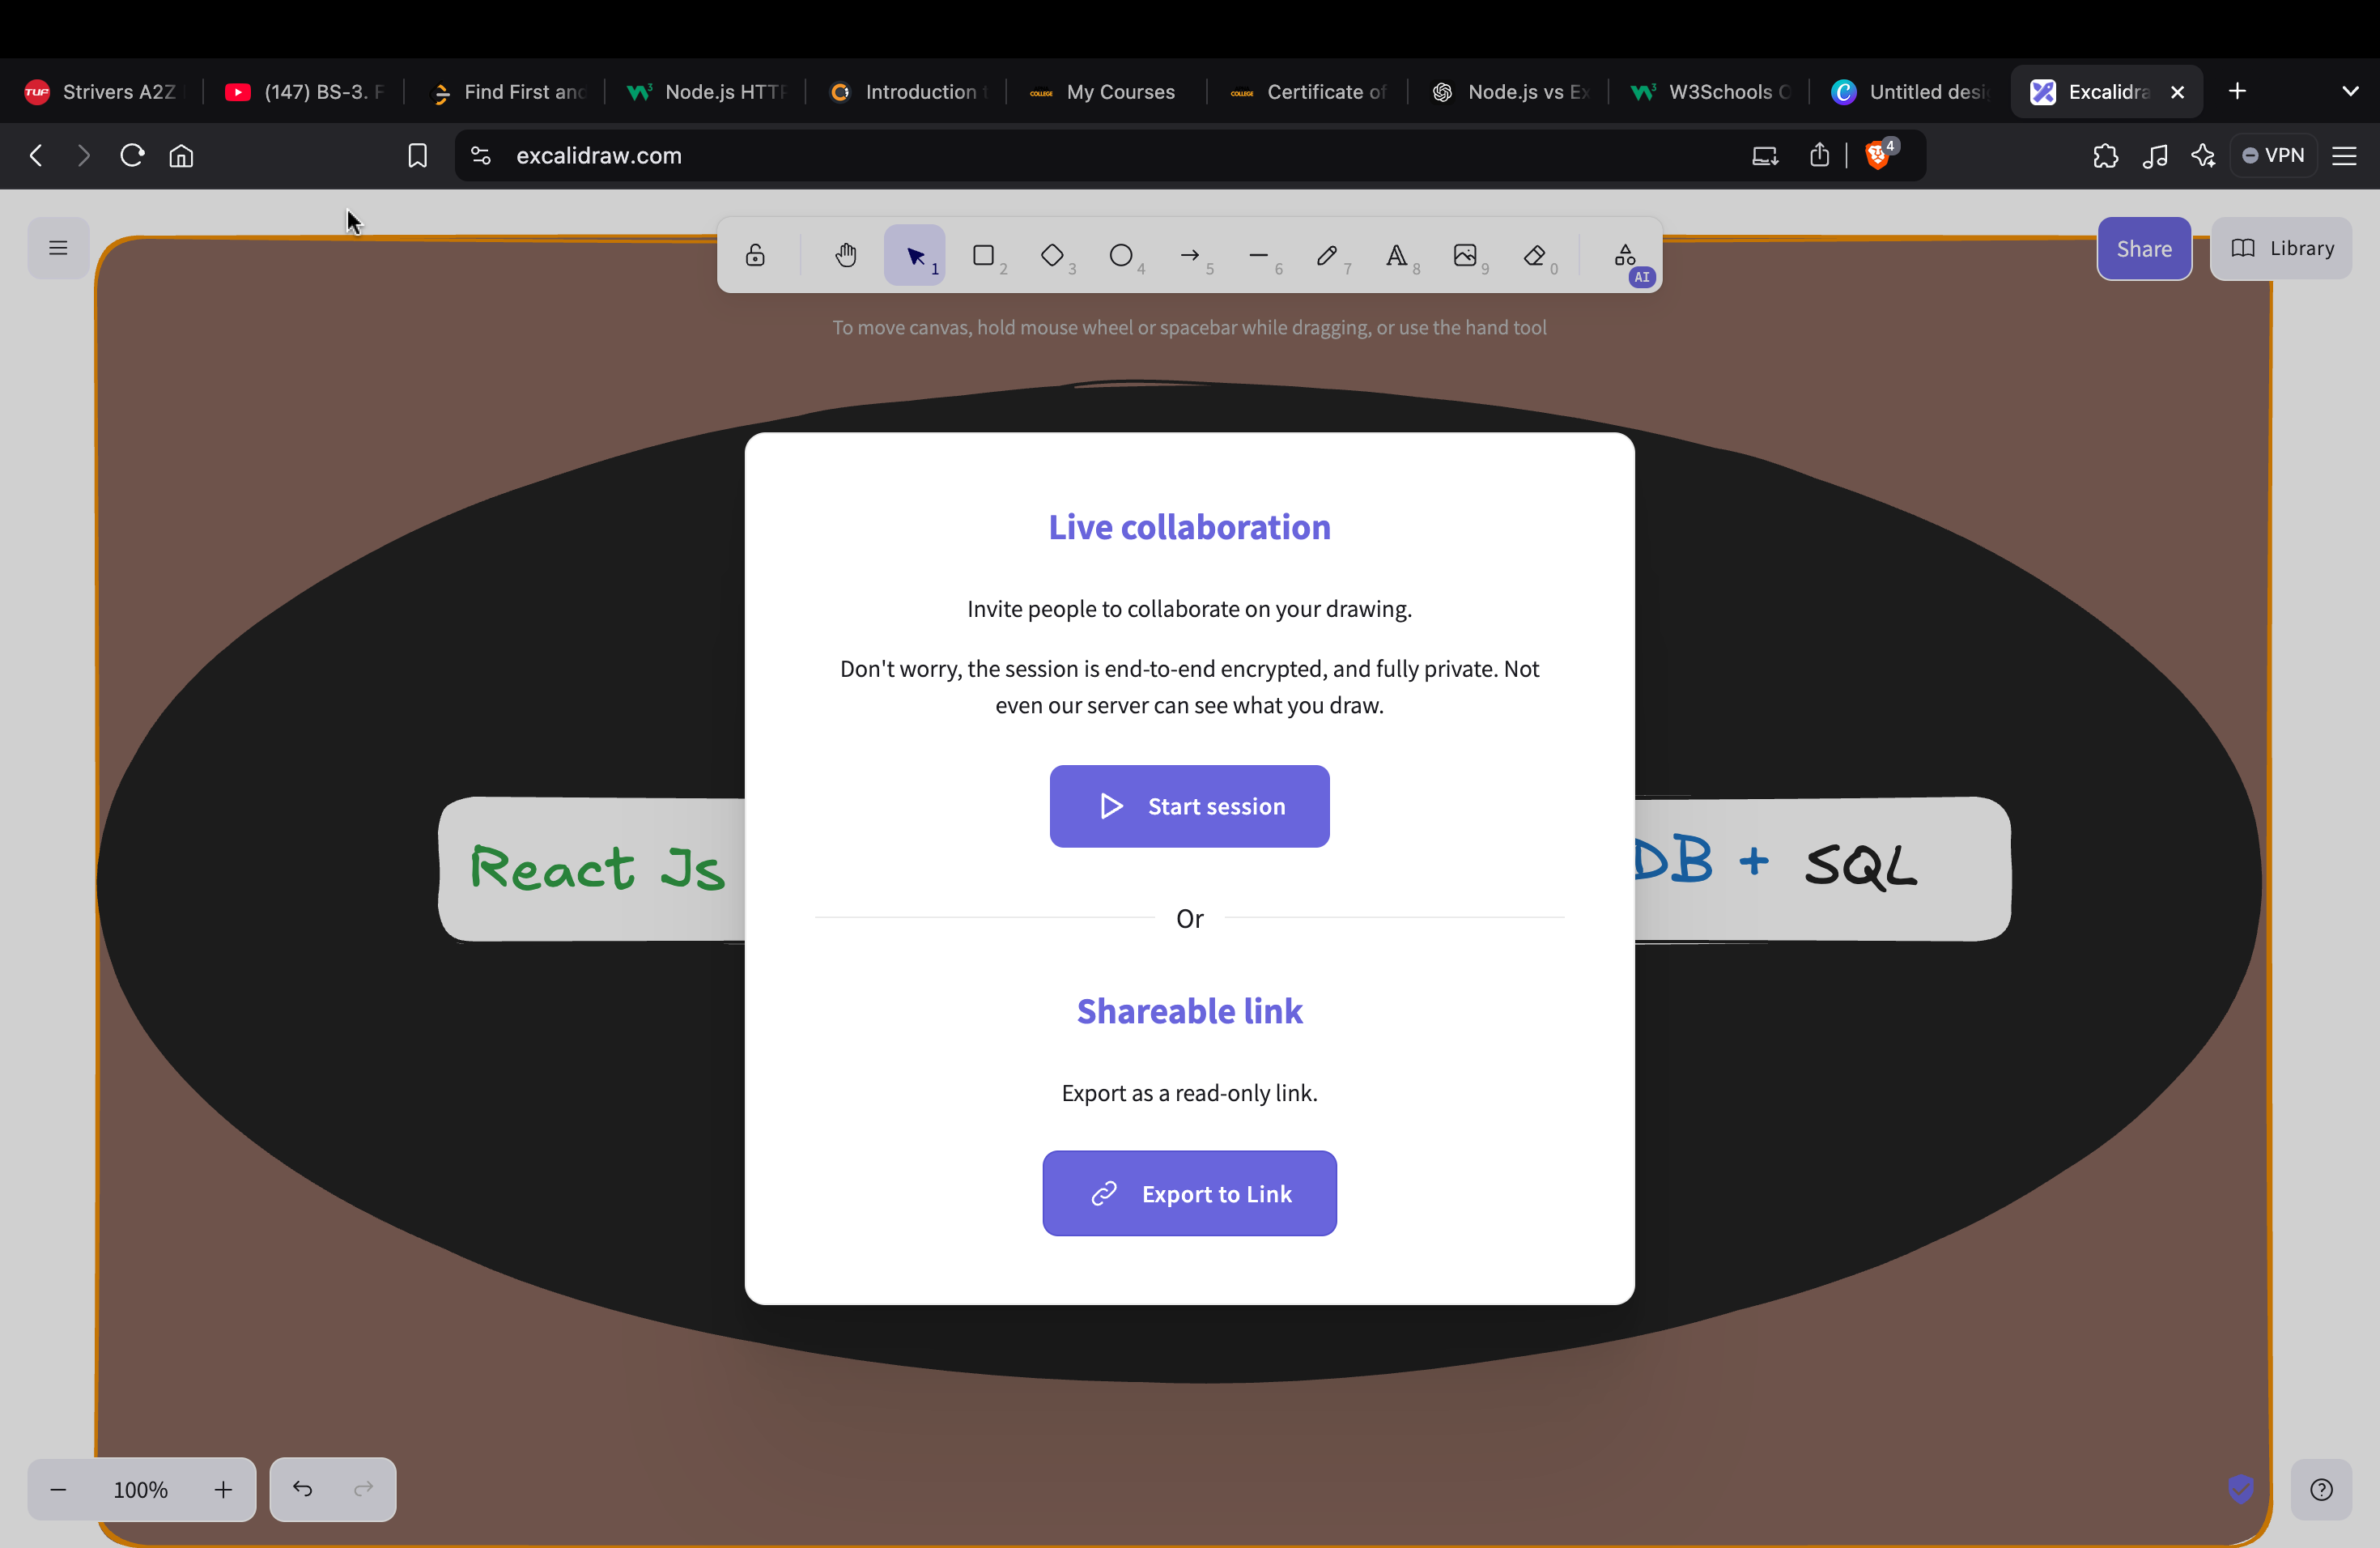 Strivers A2Z
(147) BS-3. F
Find First and
Node.js HTTP
Introduction t
My Courses
Certificate of
Node.js vs Ex
W3Schools C
Untitled desi
Excalidra
excalidraw.com
4
VPN
1
2
3
4
5
6
7
8
9
0
AI
Share
Library
To move canvas, hold mouse wheel or spacebar while dragging, or use the hand tool
Live collaboration
Invite people to collaborate on your drawing.
Don't worry, the session is end-to-end encrypted, and fully private. Not
even our server can see what you draw.
Start session
React Js
DB + SQL
Or
Shareable link
Export as a read-only link.
Export to Link
100%